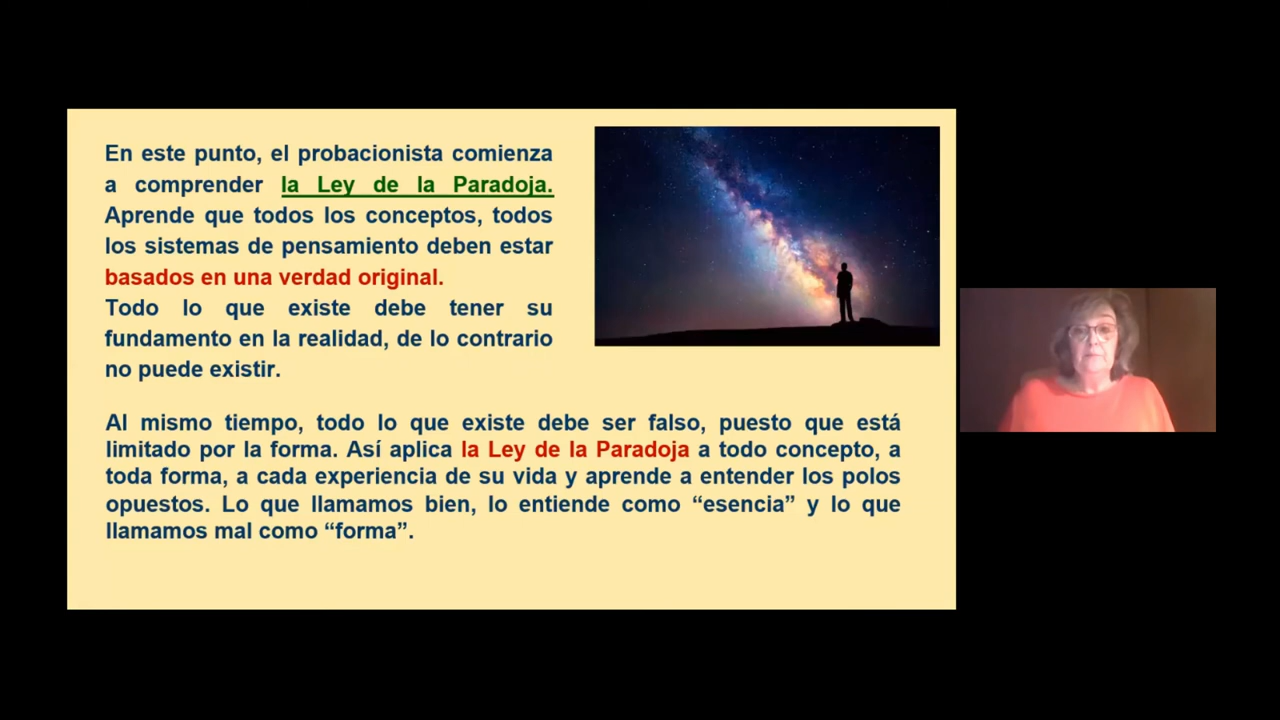 En este punto, el probacionista comienza
a comprender la Ley de la Paradoja.
Aprende que todos los conceptos, todos
los sistemas de pensamiento deben estar
basados en una verdad original.
Todo lo que existe debe tener su
fundamento en la realidad, de lo contrario
no puede existir.
Al mismo tiempo, todo lo que existe debe ser falso, puesto que está
limitado por la forma. Así aplica la Ley de la Paradoja a todo concepto, a
toda forma, a cada experiencia de su vida y aprende a entender los polos
opuestos. Lo que llamamos bien, lo entiende como “esencia” y lo que
llamamos mal como “forma”.